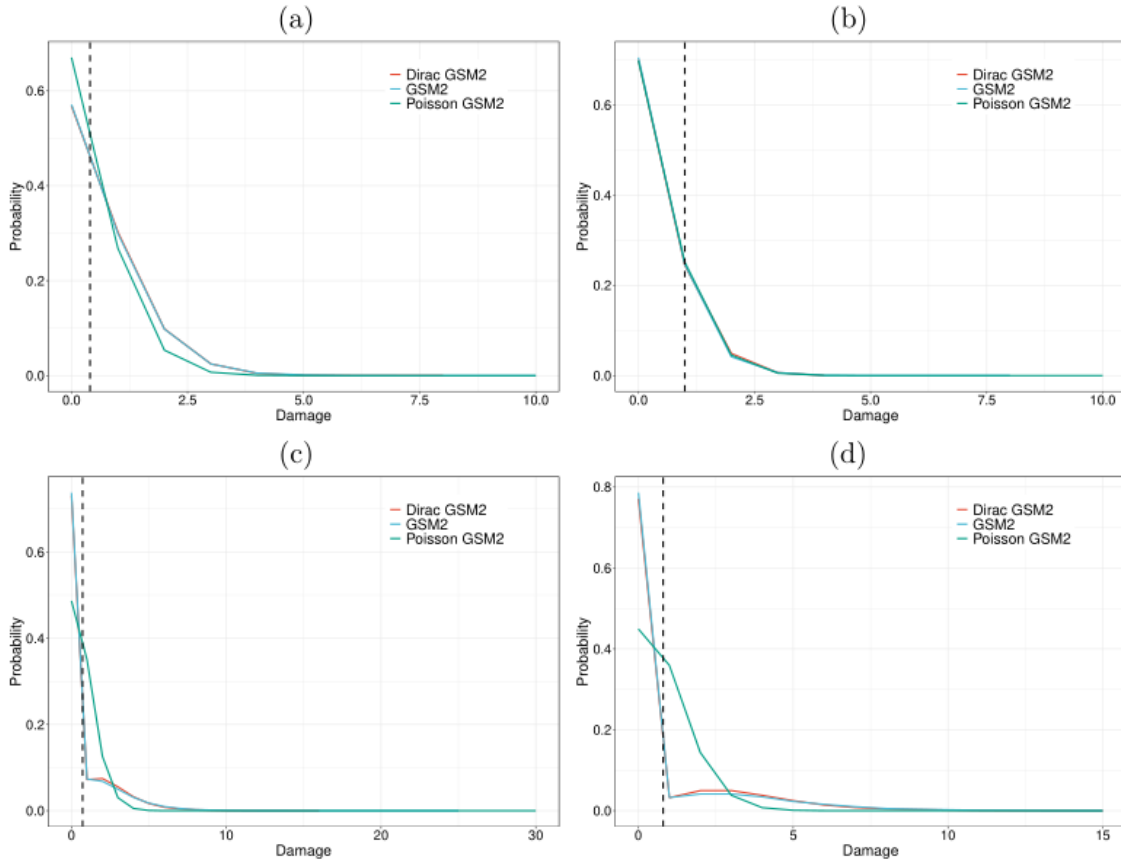 (a)
Probability
0.6
0.4
0.2
0.0
Dirac GSM2
GSM2
Poisson GSM2
0.0 2.5 5.0 7.5 10.0
Damage
(b)
Probability
0.6
0.4
0.2
0.0
Dirac GSM2
GSM2
Poisson GSM2
0.0 2.5 5.0 7.5 10.0
Damage
(c)
Probability
0.6
0.4
0.2
0.0
Dirac GSM2
GSM2
Poisson GSM2
0 10 20 30
Damage
(d)
Probability
0.8
0.6
0.4
0.2
0.0
Dirac GSM2
GSM2
Poisson GSM2
0 5 10 15
Damage